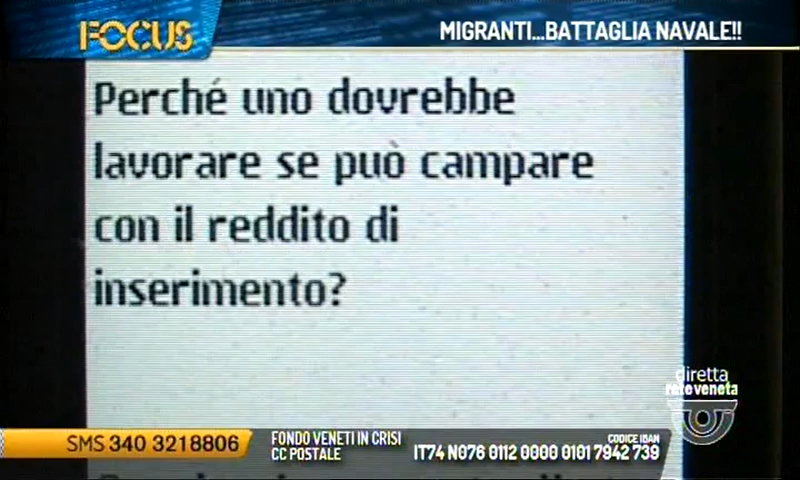 FOCUS
MIGRANTI...BATTAGLIA NAVALE!!
Perché uno dovrebbe
lavorare se può campare
con il reddito di
inserimento?
diretta
reteveneta
SMS 340 3218806
FONDO VENETI IN CRISI
CC POSTALE
CODICE IBAN
IT74 N076 0112 0000 0101 7942 739